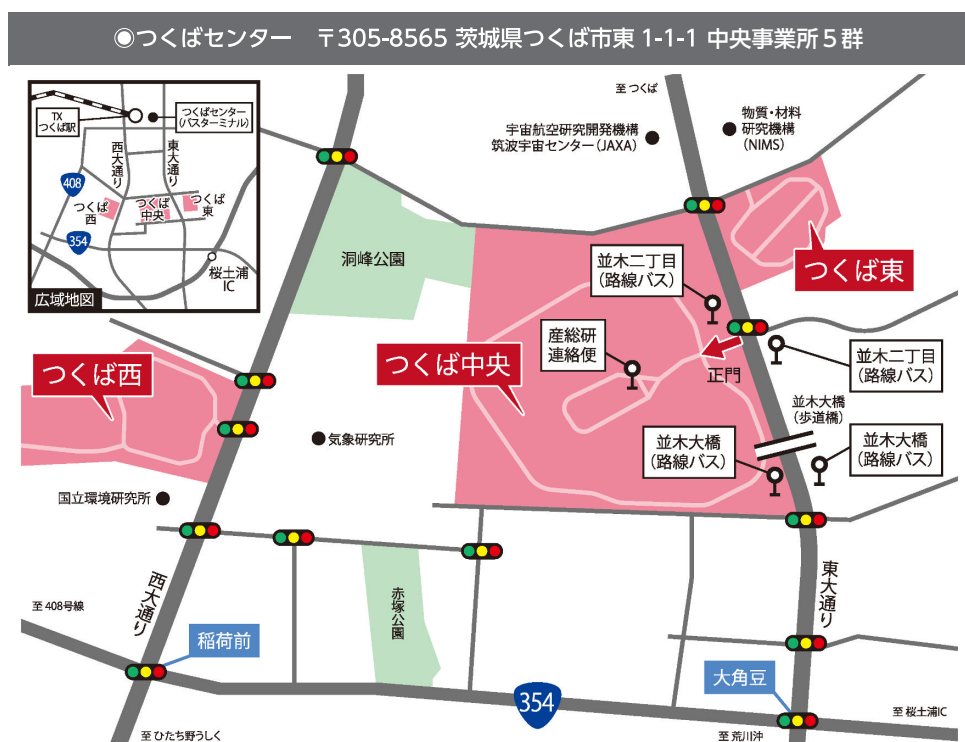 ◉つくばセンター　〒305-8565 茨城県つくば市東 1-1-1 中央事業所５群
TX
つくば駅
つくばセンター
(バスターミナル)
西大通り
東大通り
408
つくば
西
つくば
中央
つくば
東
354
桜土浦
IC
広域地図
至 つくば
宇宙航空研究開発機構
筑波宇宙センター(JAXA)
物質・材料
研究機構
(NIMS)
洞峰公園
つくば東
並木二丁目
(路線バス)
産総研
連絡便
つくば中央
正門
並木二丁目
(路線バス)
つくば西
並木大橋
(歩道橋)
気象研究所
並木大橋
(路線バス)
並木大橋
(路線バス)
国立環境研究所
西大通り
赤塚公園
東大通り
至 408号線
稲荷前
大角豆
354
至 桜土浦IC
至 ひたち野うしく
至 荒川沖